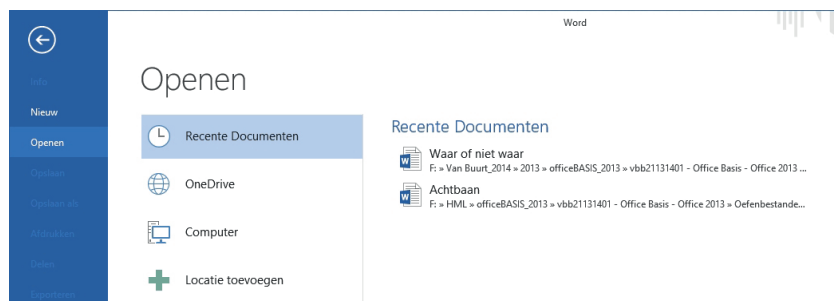 Word
Info
Nieuw
Openen
Opslaan
Opslaan als
Afdrukken
Delen
Exporteren
Openen
Recente Documenten
OneDrive
Computer
Locatie toevoegen
Recente Documenten
Waar of niet waar
F: » Van Buurt_2014 » 2013 » officeBASIS_2013 » vbb21131401 - Office Basis - Office 2013 ...
Achtbaan
F: » HML » officeBASIS_2013 » vbb21131401 - Office Basis - Office 2013 » Oefenbestande...